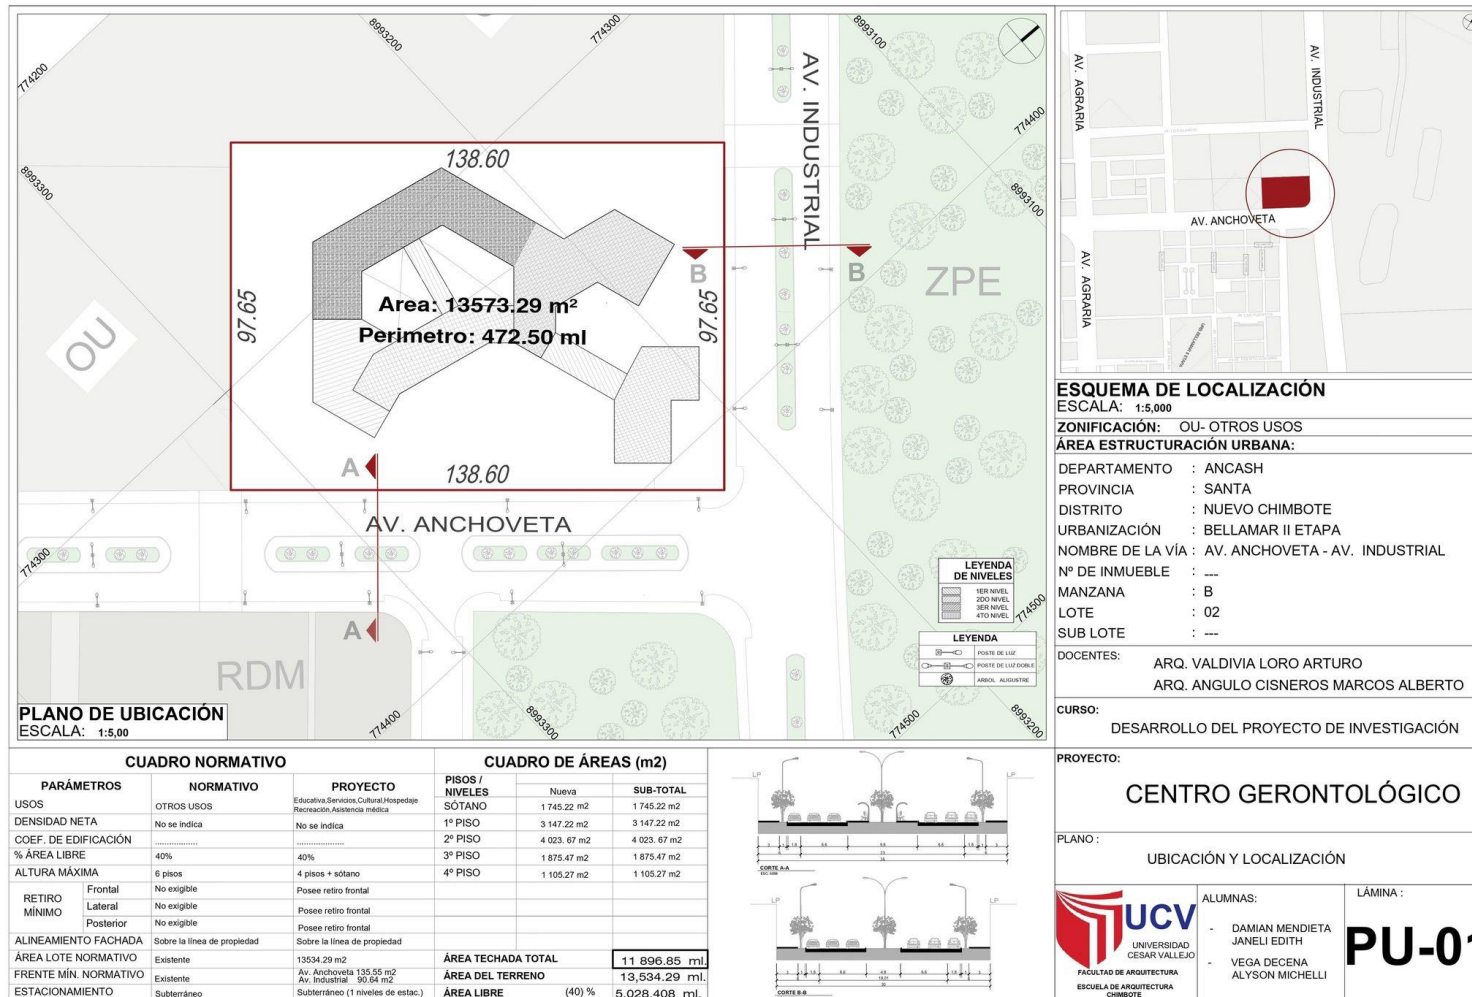 OU
774200
8993200
774300
8993100
774400
8993300
8993100
AV. INDUSTRIAL
138.60
97.65
97.65
Area: 13573.29 m²
Perimetro: 472.50 ml
B
B
ZPE
OU
A
138.60
AV. ANCHOVETA
774300
A
RDM
LEYENDA
DE NIVELES
1ER NIVEL
2DO NIVEL
3ER NIVEL
4TO NIVEL
774500
LEYENDA
POSTE DE LUZ
POSTE DE LUZ DOBLE
ARBOL ALIGUSTRE
774400
8993300
774500
8993200
PLANO DE UBICACIÓN
ESCALA: 1:5,00
AV. AGRARIA
AV. INDUSTRIAL
AV. ANCHOVETA
AV. AGRARIA
ESQUEMA DE LOCALIZACIÓN
ESCALA: 1:5,000
ZONIFICACIÓN: OU- OTROS USOS
ÁREA ESTRUCTURACIÓN URBANA:
DEPARTAMENTO : ANCASH
PROVINCIA : SANTA
DISTRITO : NUEVO CHIMBOTE
URBANIZACIÓN : BELLAMAR II ETAPA
NOMBRE DE LA VÍA : AV. ANCHOVETA - AV. INDUSTRIAL
Nº DE INMUEBLE : ---
MANZANA : B
LOTE : 02
SUB LOTE : ---
DOCENTES:
ARQ. VALDIVIA LORO ARTURO
ARQ. ANGULO CISNEROS MARCOS ALBERTO
CURSO:
DESARROLLO DEL PROYECTO DE INVESTIGACIÓN
PROYECTO:
CENTRO GERONTOLÓGICO
PLANO :
UBICACIÓN Y LOCALIZACIÓN
UCV
UNIVERSIDAD
CESAR VALLEJO
FACULTAD DE ARQUITECTURA
ESCUELA DE ARQUITECTURA
CHIMBOTE
ALUMNAS:
- DAMIAN MENDIETA
JANELI EDITH
- VEGA DECENA
ALYSON MICHELLI
LÁMINA :
PU-01
CUADRO NORMATIVO
PARÁMETROS NORMATIVO PROYECTO
USOS OTROS USOS Educativa,Servicios,Cultural,Hospedaje
Recreación,Asistencia médica
DENSIDAD NETA No se indica No se indica
COEF. DE EDIFICACIÓN .................. ..................
% ÁREA LIBRE 40% 40%
ALTURA MÁXIMA 6 pisos 4 pisos + sótano
RETIRO
MÍNIMO
Frontal No exigible Posee retiro frontal
Lateral No exigible Posee retiro frontal
Posterior No exigible Posee retiro frontal
ALINEAMIENTO FACHADA Sobre la línea de propiedad Sobre la línea de propiedad
ÁREA LOTE NORMATIVO Existente 13534.29 m2
FRENTE MÍN. NORMATIVO Existente Av. Anchoveta 135.55 m2
Av. Industrial 90.64 m2
ESTACIONAMIENTO Subterráneo Subterráneo (1 niveles de estac.)
CUADRO DE ÁREAS (m2)
PISOS /
NIVELES Nueva SUB-TOTAL
SÓTANO 1 745.22 m2 1 745.22 m2
1º PISO 3 147.22 m2 3 147.22 m2
2º PISO 4 023. 67 m2 4 023. 67 m2
3º PISO 1 875.47 m2 1 875.47 m2
4º PISO 1 105.27 m2 1 105.27 m2
ÁREA TECHADA TOTAL 11 896.85 ml.
ÁREA DEL TERRENO 13,534.29 ml.
ÁREA LIBRE (40) % 5,028.408 ml.
LP
LP
CORTE A-A
LP
LP
CORTE B-B